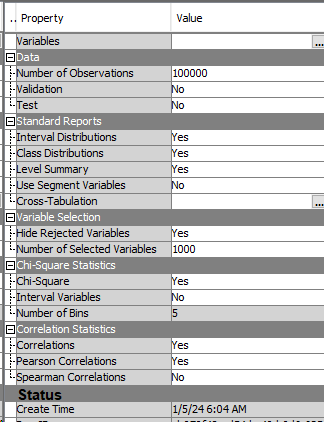 .. Property Value
Variables ...
Data
Number of Observations 100000
Validation No
Test No
Standard Reports
Interval Distributions Yes
Class Distributions Yes
Level Summary Yes
Use Segment Variables No
Cross-Tabulation ...
Variable Selection
Hide Rejected Variables Yes
Number of Selected Variables 1000
Chi-Square Statistics
Chi-Square Yes
Interval Variables No
Number of Bins 5
Correlation Statistics
Correlations Yes
Pearson Correlations Yes
Spearman Correlations No
Status
Create Time 1/5/24 6:04 AM